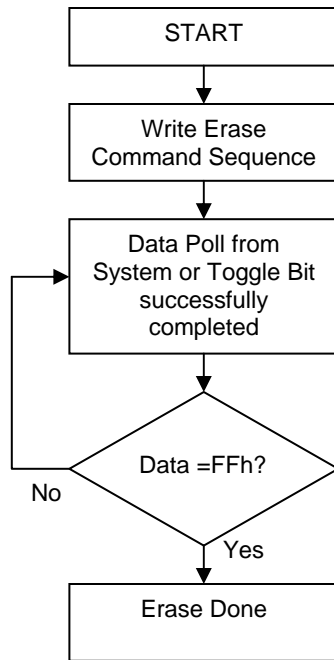 START
Write Erase
Command Sequence
Data Poll from
System or Toggle Bit
successfully
completed
Data =FFh?
No
Yes
Erase Done